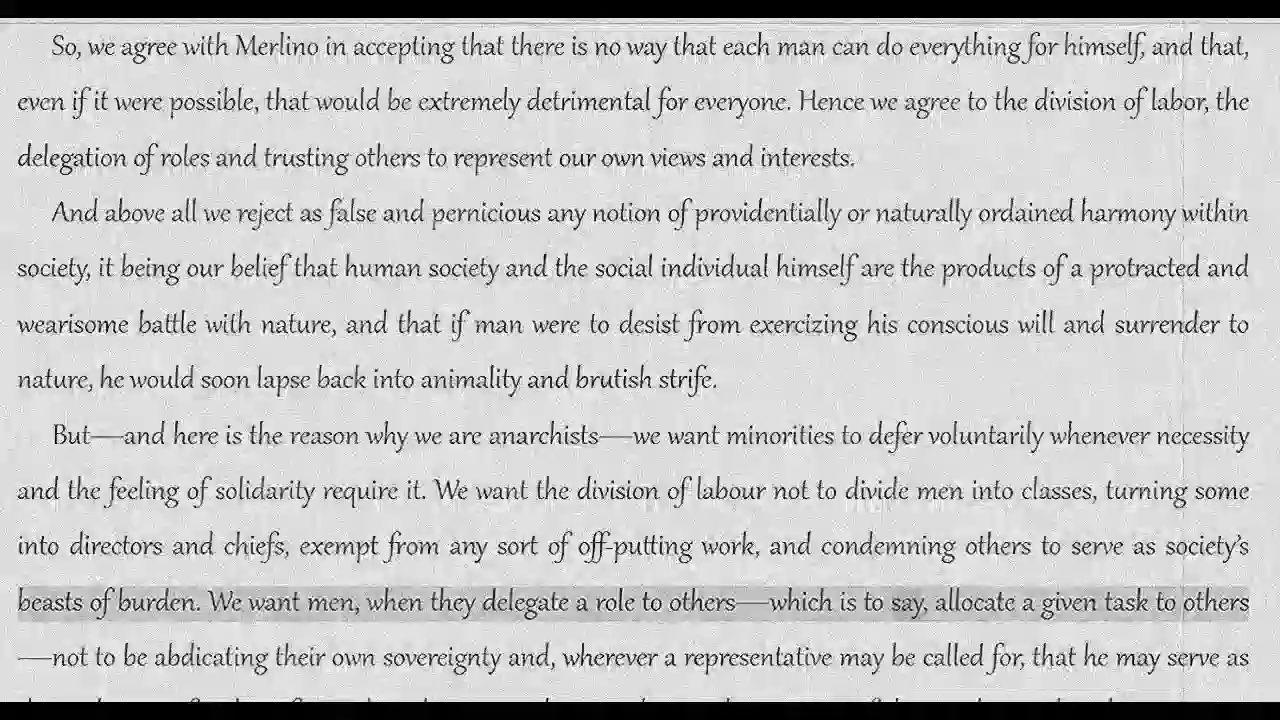 So, we agree with Merlino in accepting that there is no way that each man can do everything for himself, and that,
even if it were possible, that would be extremely detrimental for everyone. Hence we agree to the division of labor, the
delegation of roles and trusting others to represent our own views and interests.
And above all we reject as false and pernicious any notion of providentially or naturally ordained harmony within
society, it being our belief that human society and the social individual himself are the products of a protracted and
wearisome battle with nature, and that if man were to desist from exercizing his conscious will and surrender to
nature, he would soon lapse back into animality and brutish strife.
But—and here is the reason why we are anarchists—we want minorities to defer voluntarily whenever necessity
and the feeling of solidarity require it. We want the division of labour not to divide men into classes, turning some
into directors and chiefs, exempt from any sort of off-putting work, and condemning others to serve as society's
beasts of burden. We want men, when they delegate a role to others—which is to say, allocate a given task to others
—not to be abdicating their own sovereignty and, wherever a representative may be called for, that he may serve as